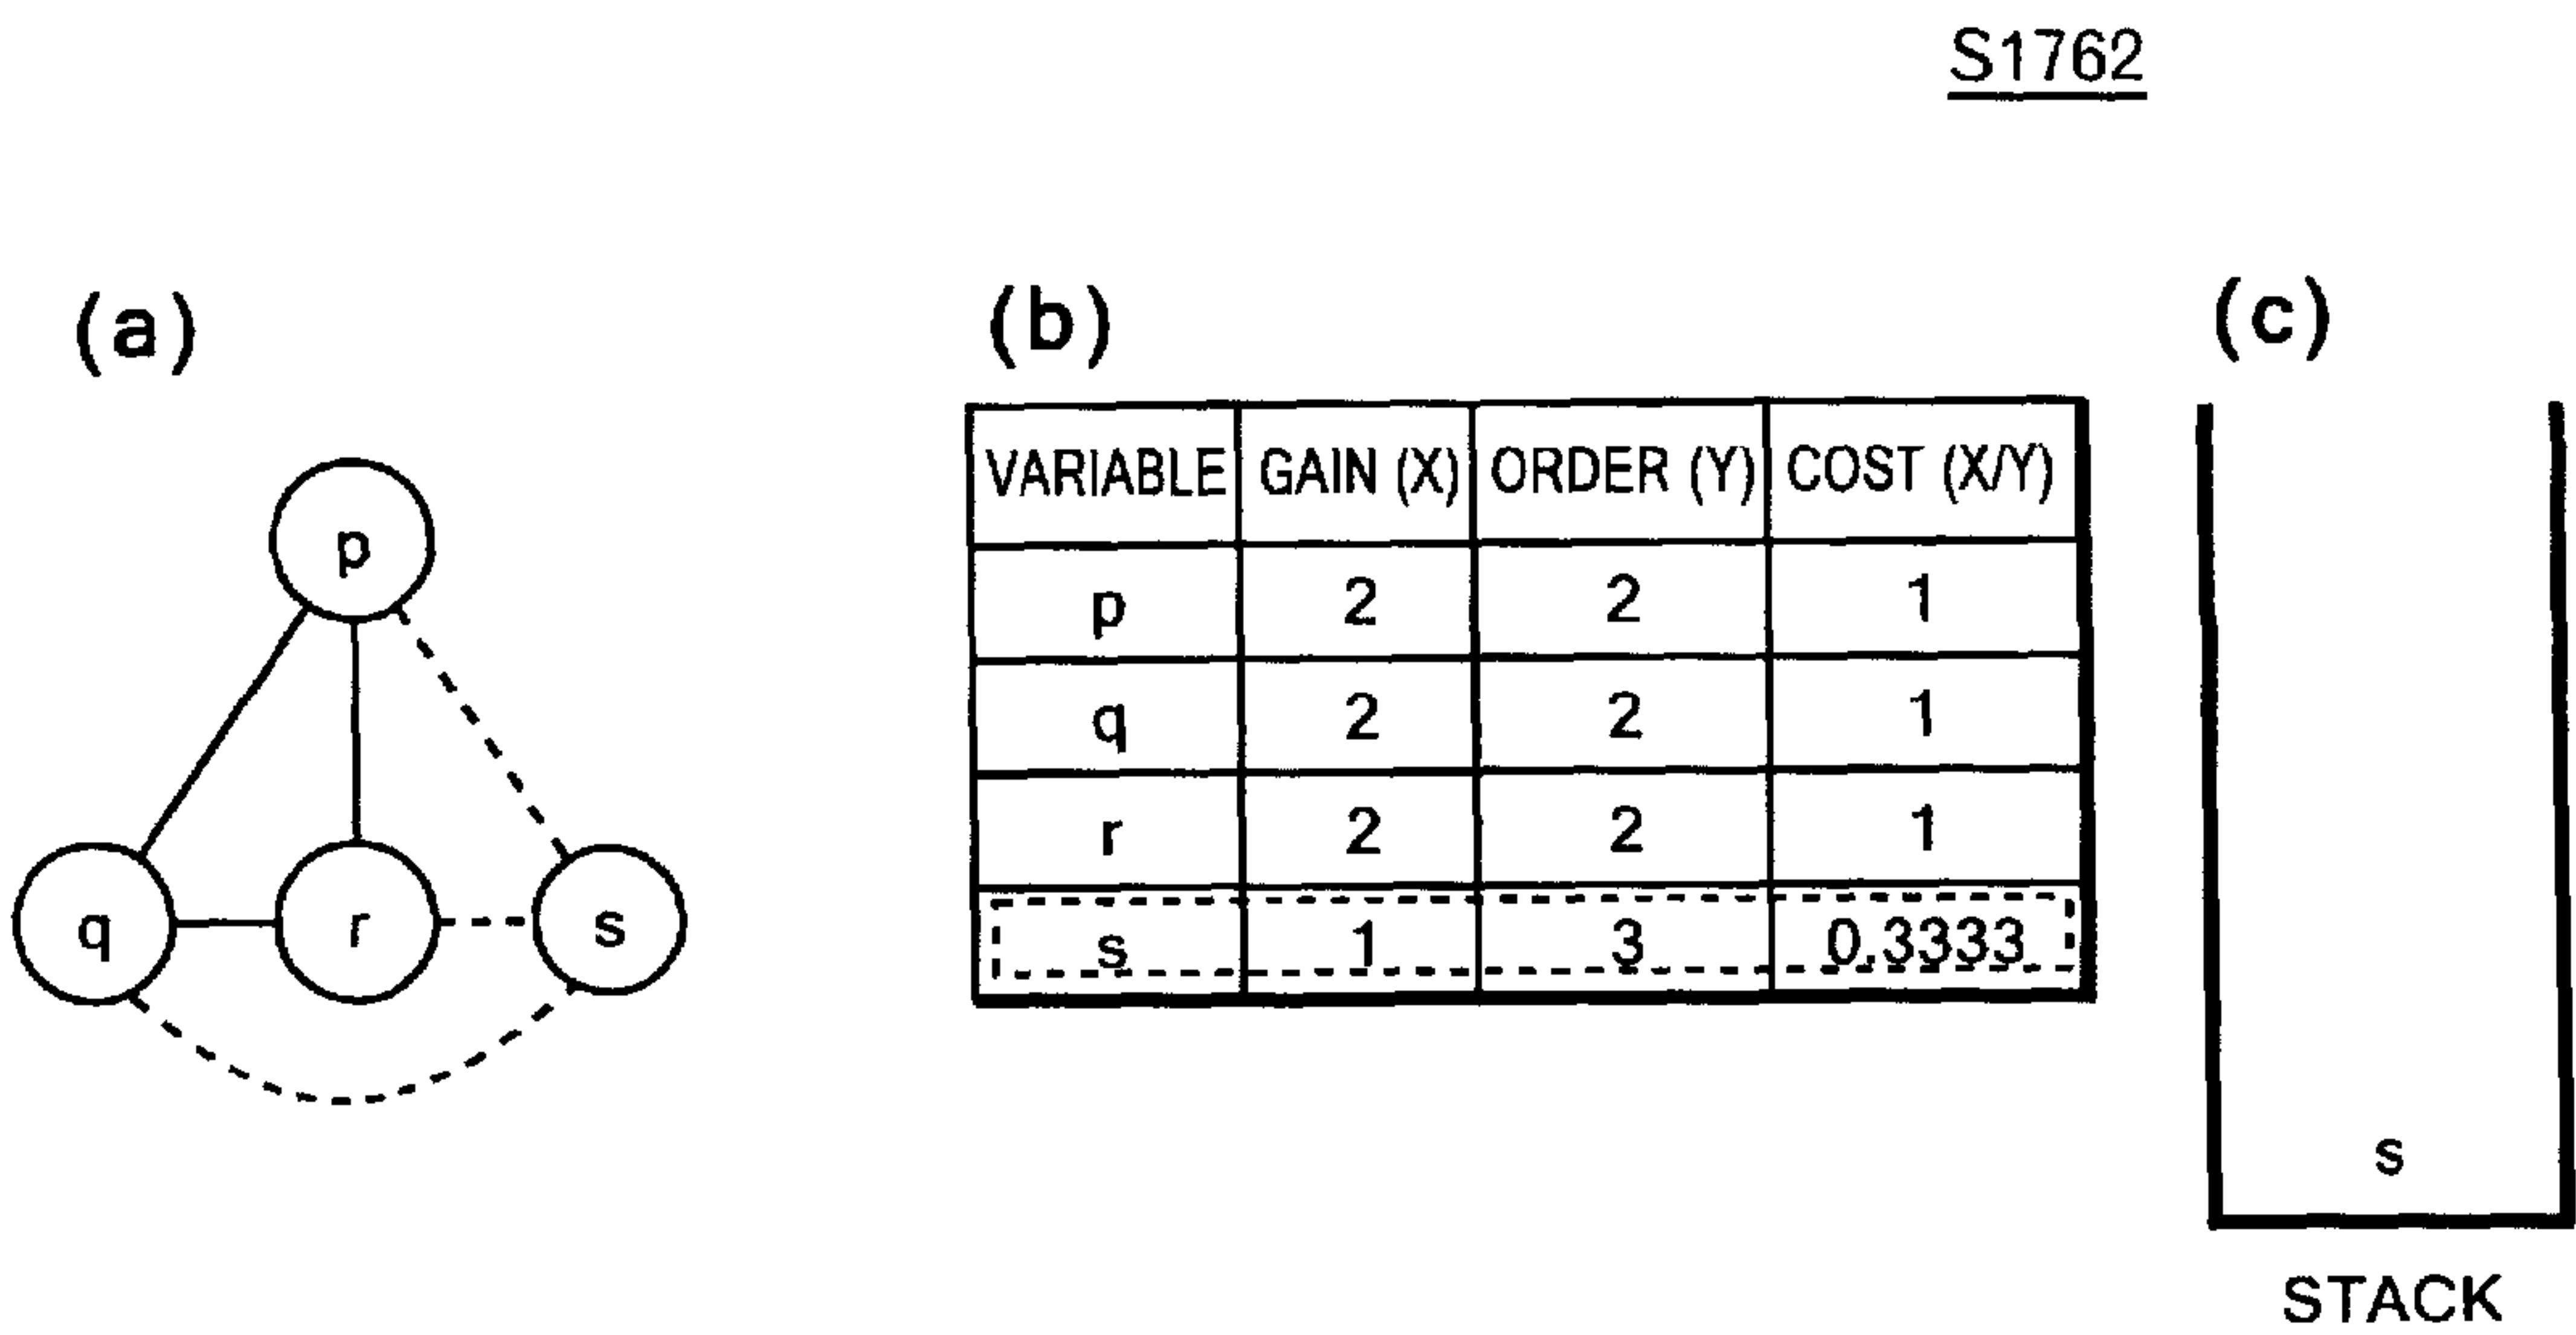 S1762
(a)
(b)
(c)
p
q
r
s
VARIABLE GAIN (X) ORDER (Y) COST (X/Y)
p 2 2 1
q 2 2 1
r 2 2 1
s 1 3 0.3333
s
STACK